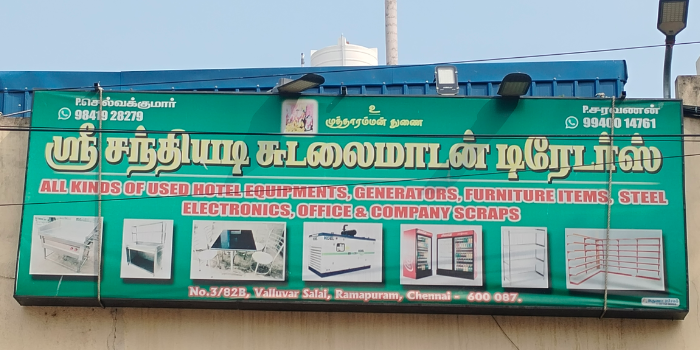 P.செல்வக்குமார்
98419 28279
உ
முத்தாரம்மன் துணை
P.சரவணன்
99400 14761
ஸ்ரீ சந்தியடி சுடலைமாடன் டிரேடர்ஸ்
ALL KINDS OF USED HOTEL EQUIPMENTS, GENERATORS, FURNITURE ITEMS, STEEL
ELECTRONICS, OFFICE & COMPANY SCRAPS
No.3/82B, Valluvar Salai, Ramapuram, Chennai - 600 087.